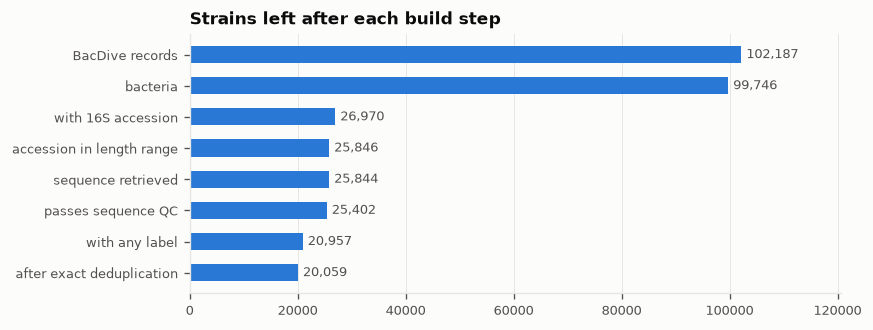 Strains left after each build step
BacDive records 102,187
bacteria 99,746
with 16S accession 26,970
accession in length range 25,846
sequence retrieved 25,844
passes sequence QC 25,402
with any label 20,957
after exact deduplication 20,059
0 20000 40000 60000 80000 100000 120000